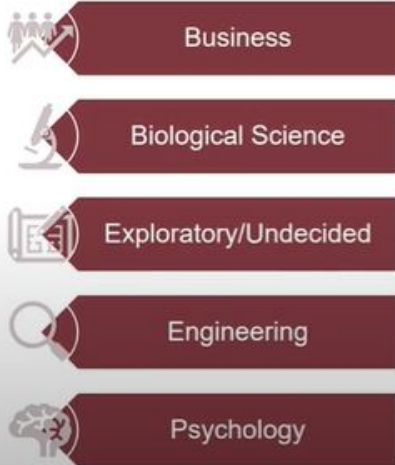 Business
Biological Science
Exploratory/Undecided
Engineering
Psychology